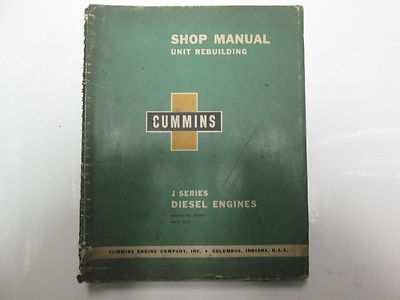 SHOP MANUAL
UNIT REBUILDING
CUMMINS
J SERIES
DIESEL ENGINES
CUMMINS ENGINE COMPANY, INC. • COLUMBUS, INDIANA, U.S.A.